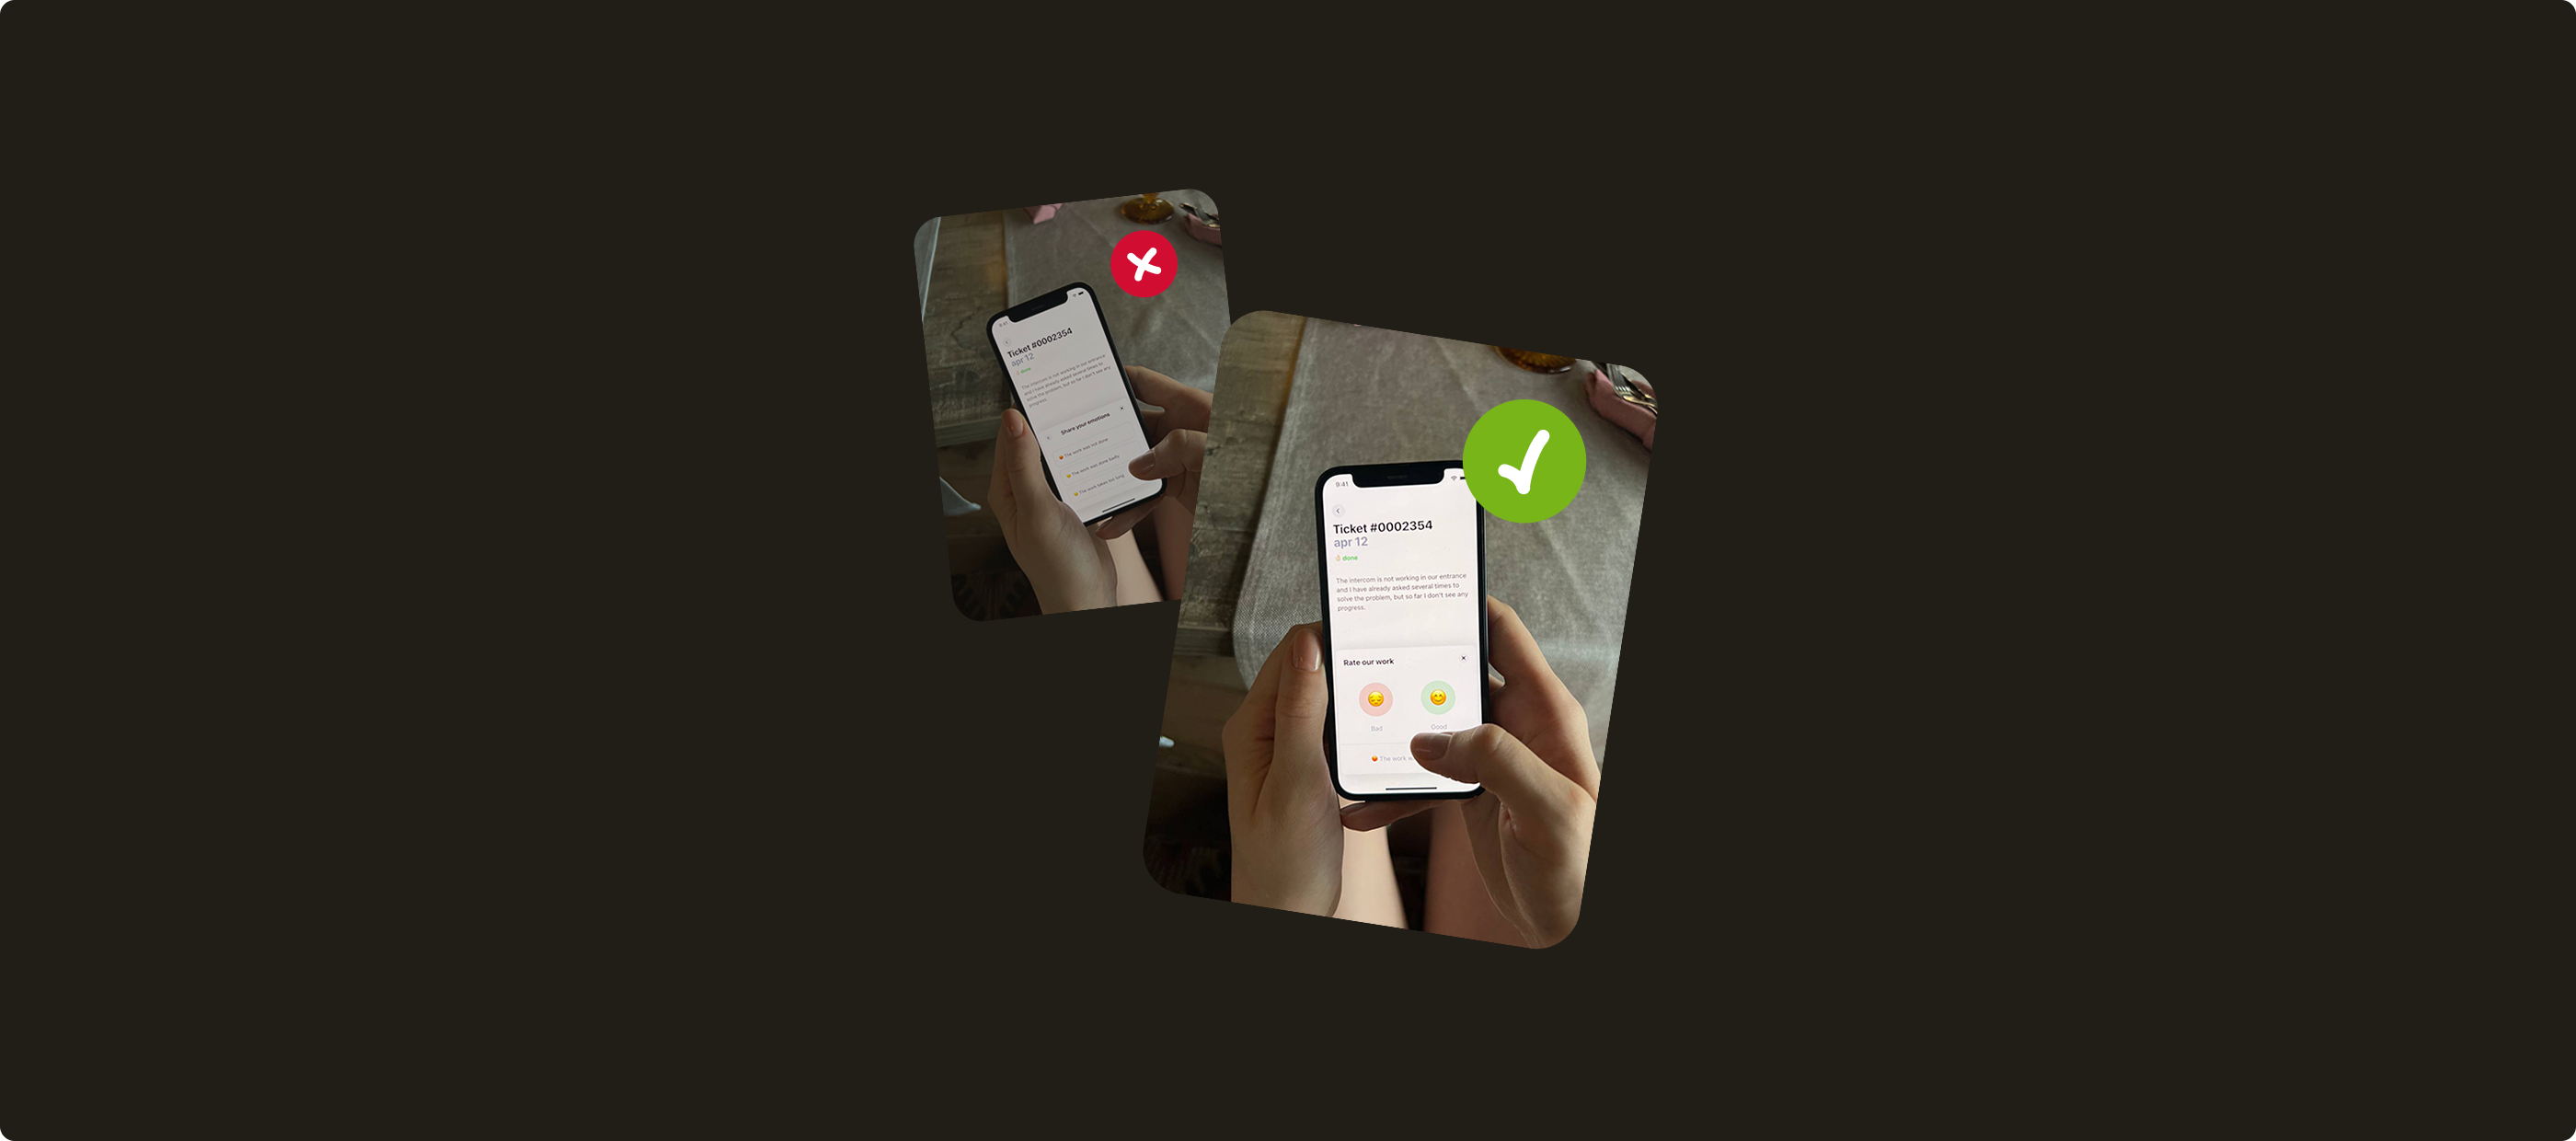 Ticket #0002354
apr 12
done
The intercom is not working in our entrance
and I have already asked several times to
solve the problem, but so far I don't see any
progress.
Share your emotions
The work was not done
The work was done badly
The work takes too long
9:41
Ticket #0002354
apr 12
done
The intercom is not working in our entrance
and I have already asked several times to
solve the problem, but so far I don't see any
progress.
Rate our work
Bad Good
The work